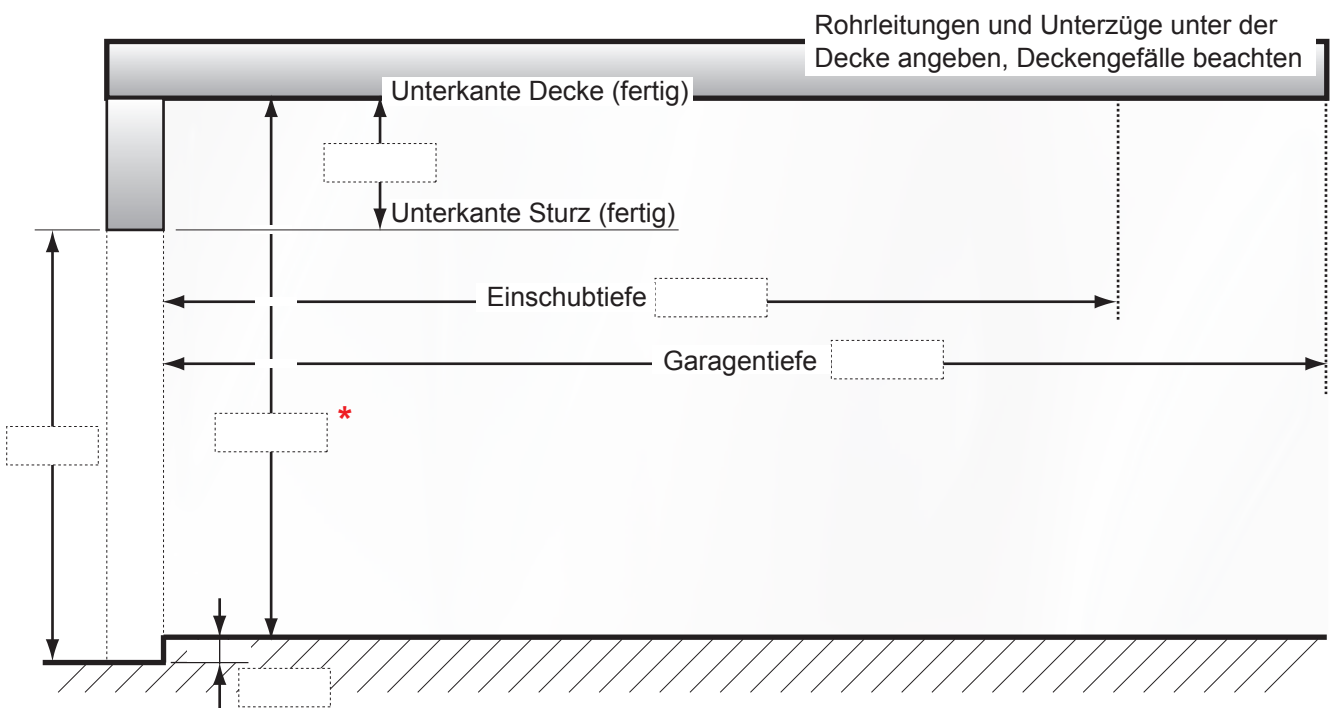 Rohrleitungen und Unterzüge unter der
Decke angeben, Deckengefälle beachten
Unterkante Decke (fertig)
Unterkante Sturz (fertig)
Einschubtiefe
Garagentiefe
*